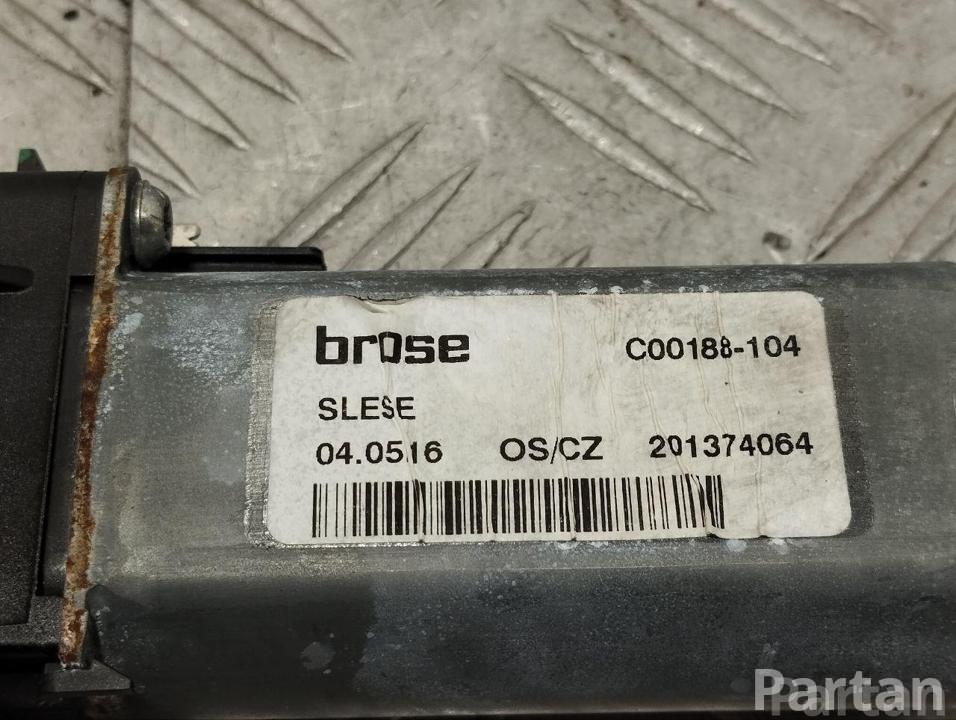 brose C00188-104
SLESE
04.0516 OS/CZ 201374064
Partan